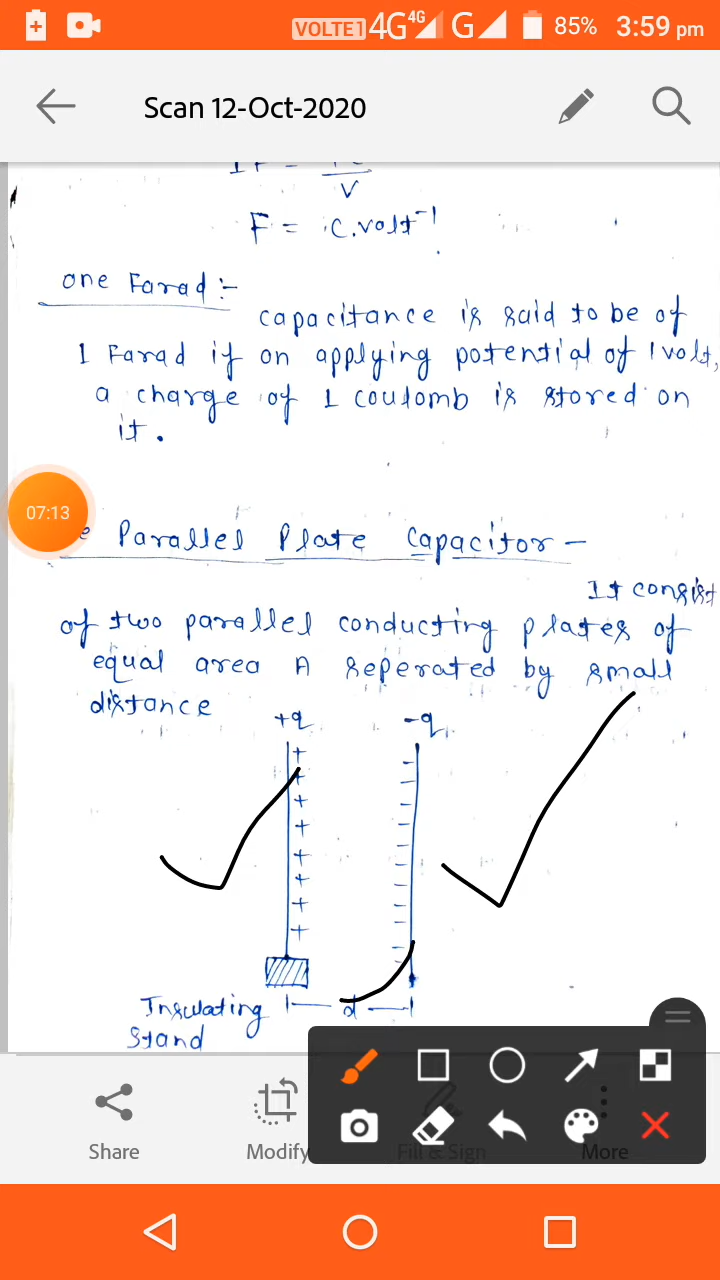 VOLTE1 4G 4G G 85% 3:59 pm
Scan 12-Oct-2020
V
F = C.volt⁻¹
one Farad :-
capacitance is said to be of
1 Farad if on applying potential of 1 volt,
a charge of 1 coulomb is stored on
it.
07:13
e Parallel Plate Capacitor -
It consist
of two parallel conducting plates of
equal area A seperated by small
distance
+q -q
d
Insulating
stand
Share Modify Fill & Sign More